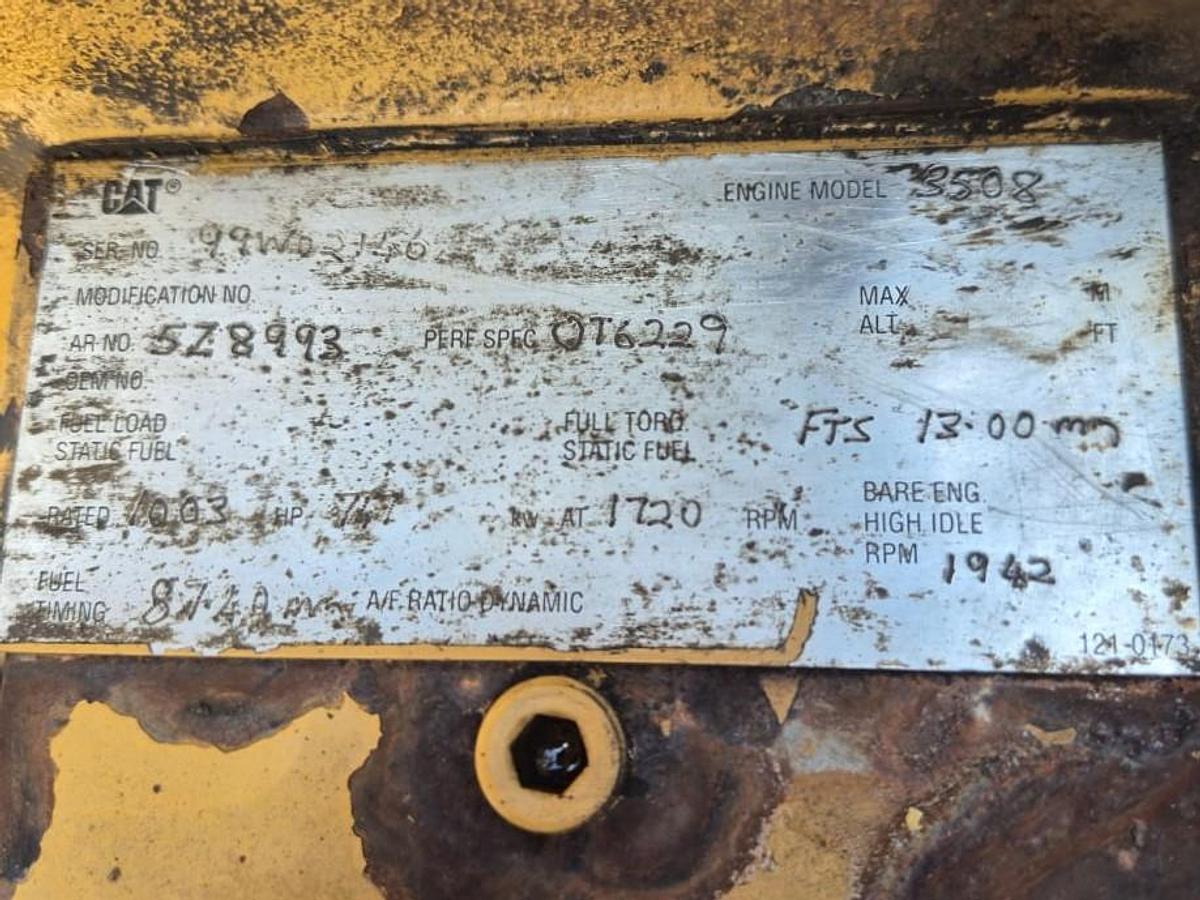 CAT® ENGINE MODEL 3508
SER. NO. 99W02146
MODIFICATION NO. MAX M
ALT. FT
AR NO. 5Z8993 PERF SPEC OT6229
OEM NO.
FUEL LOAD FULL TORQ. FTS 13.00 mm
STATIC FUEL STATIC FUEL
BARE ENG.
RATED 1003 HP kW AT 1720 RPM HIGH IDLE
RPM 1942
FUEL
TIMING A/F RATIO DYNAMIC
121-0173